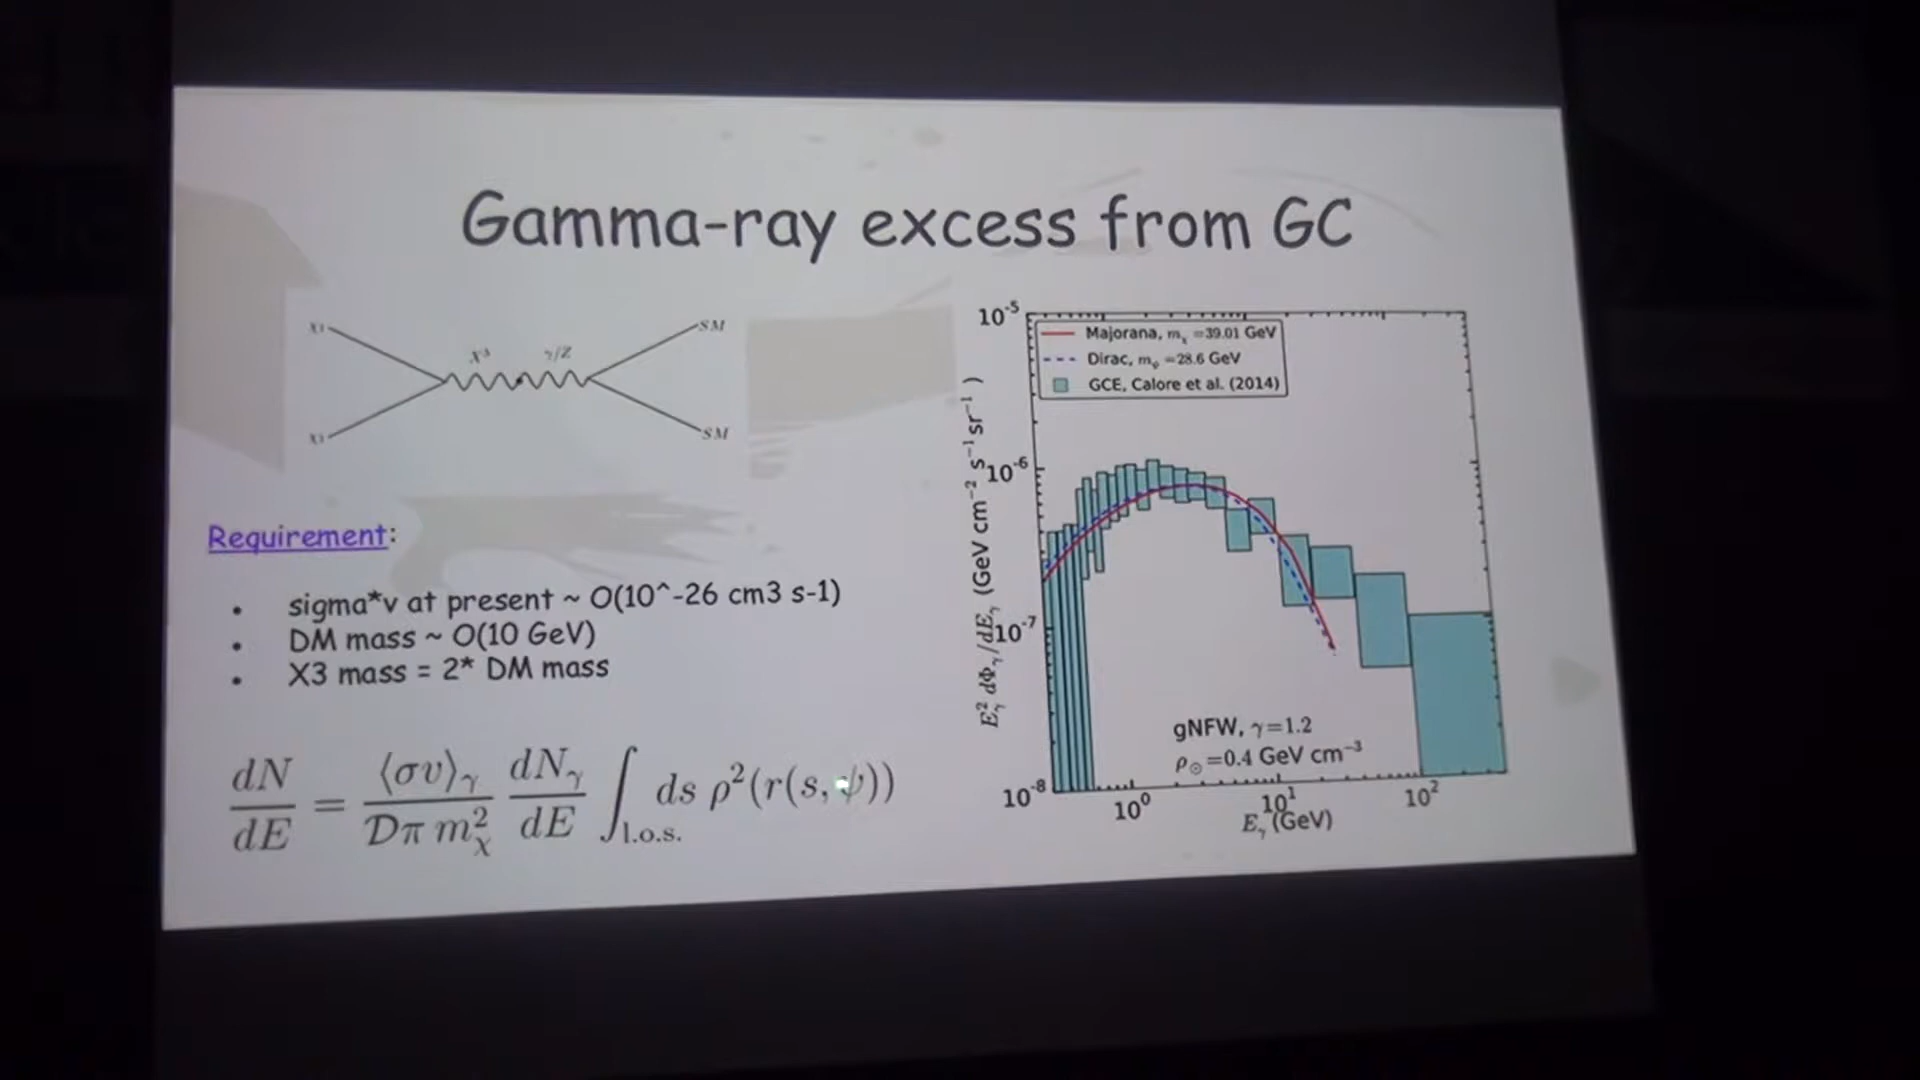 Gamma-ray excess from GC
χ1
χ1
X³
γ/Z
SM
SM
Requirement:
• sigma*v at present ~ O(10^-26 cm3 s-1)
• DM mass ~ O(10 GeV)
• X3 mass = 2* DM mass
dN/dE = ⟨σv⟩γ / Dπ m²χ dNγ/dE ∫l.o.s. ds ρ²(r(s, ψ))
Majorana, mχ =39.01 GeV
Dirac, mψ =28.6 GeV
GCE, Calore et al. (2014)
10⁻⁵
10⁻⁶
10⁻⁷
10⁻⁸
E²γ dΦγ/dEγ (GeV cm⁻² s⁻¹ sr⁻¹ )
gNFW, γ=1.2
ρ⊙ =0.4 GeV cm⁻³
10⁰
10¹
10²
Eγ (GeV)